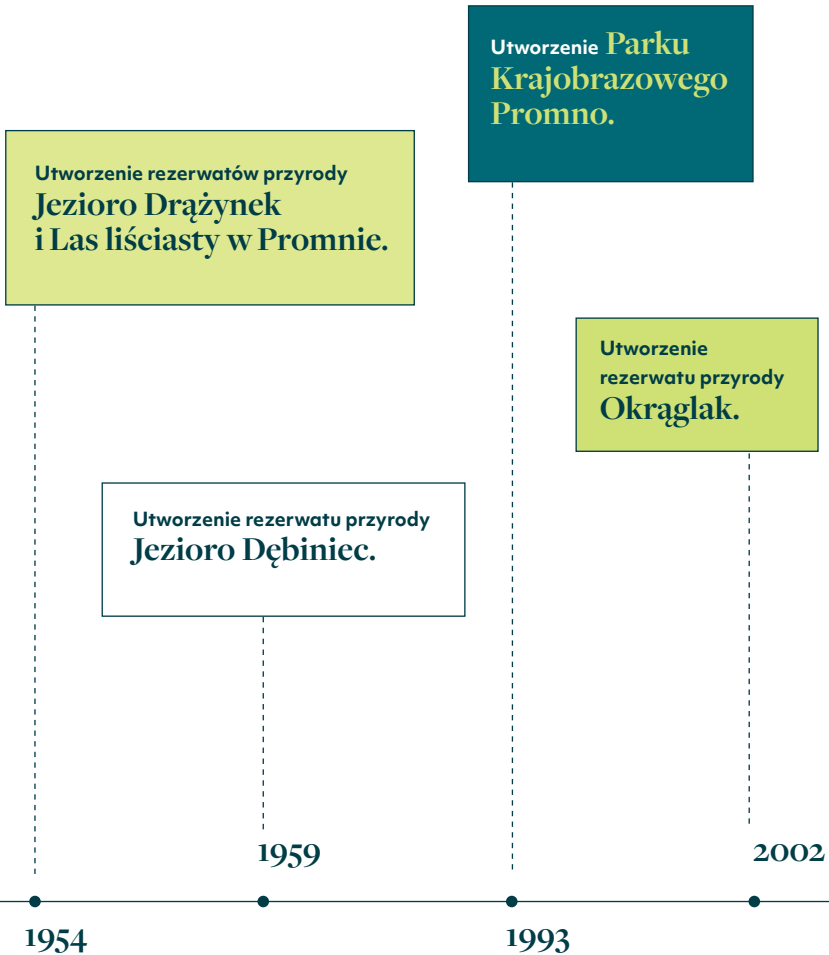 Utworzenie Parku
Krajobrazowego
Promno.
Utworzenie rezerwatów przyrody
Jezioro Drążynek
i Las liściasty w Promnie.
Utworzenie
rezerwatu przyrody
Okrąglak.
Utworzenie rezerwatu przyrody
Jezioro Dębiniec.
1959
2002
1954
1993